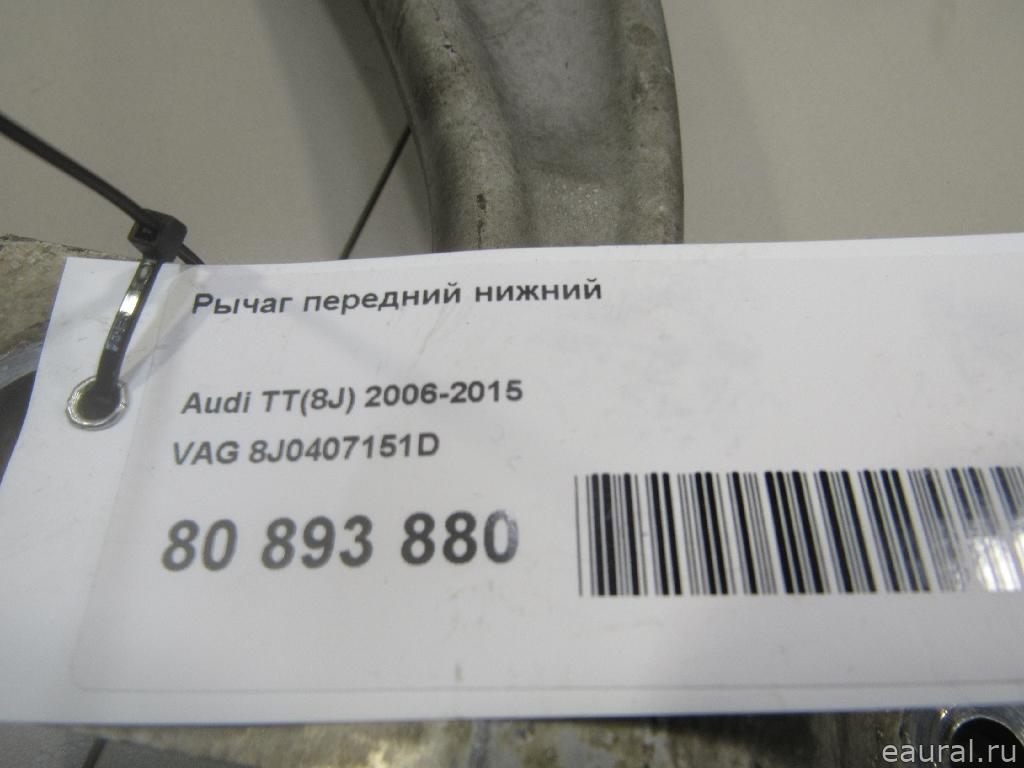 Рычаг передний нижний
Audi TT(8J) 2006-2015
VAG 8J0407151D
80 893 880
eaural.ru